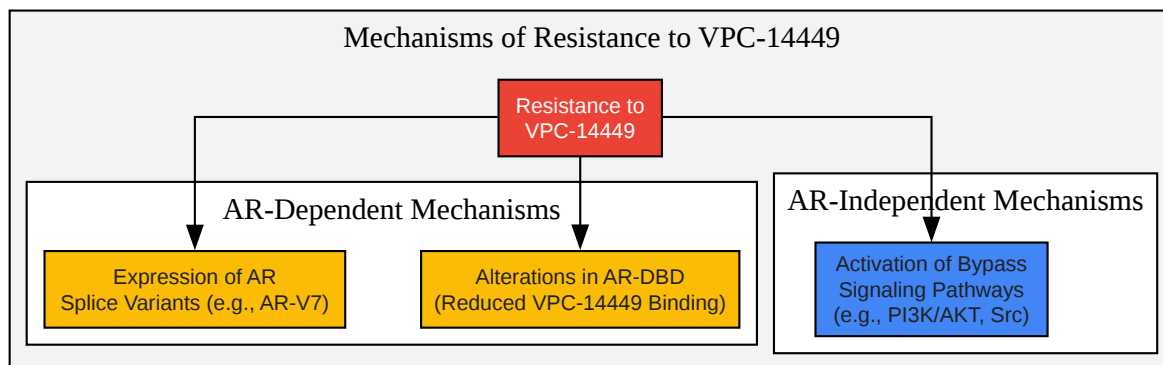 Mechanisms of Resistance to VPC-14449
Resistance to
VPC-14449
AR-Dependent Mechanisms
Expression of AR
Splice Variants (e.g., AR-V7)
Alterations in AR-DBD
(Reduced VPC-14449 Binding)
AR-Independent Mechanisms
Activation of Bypass
Signaling Pathways
(e.g., PI3K/AKT, Src)